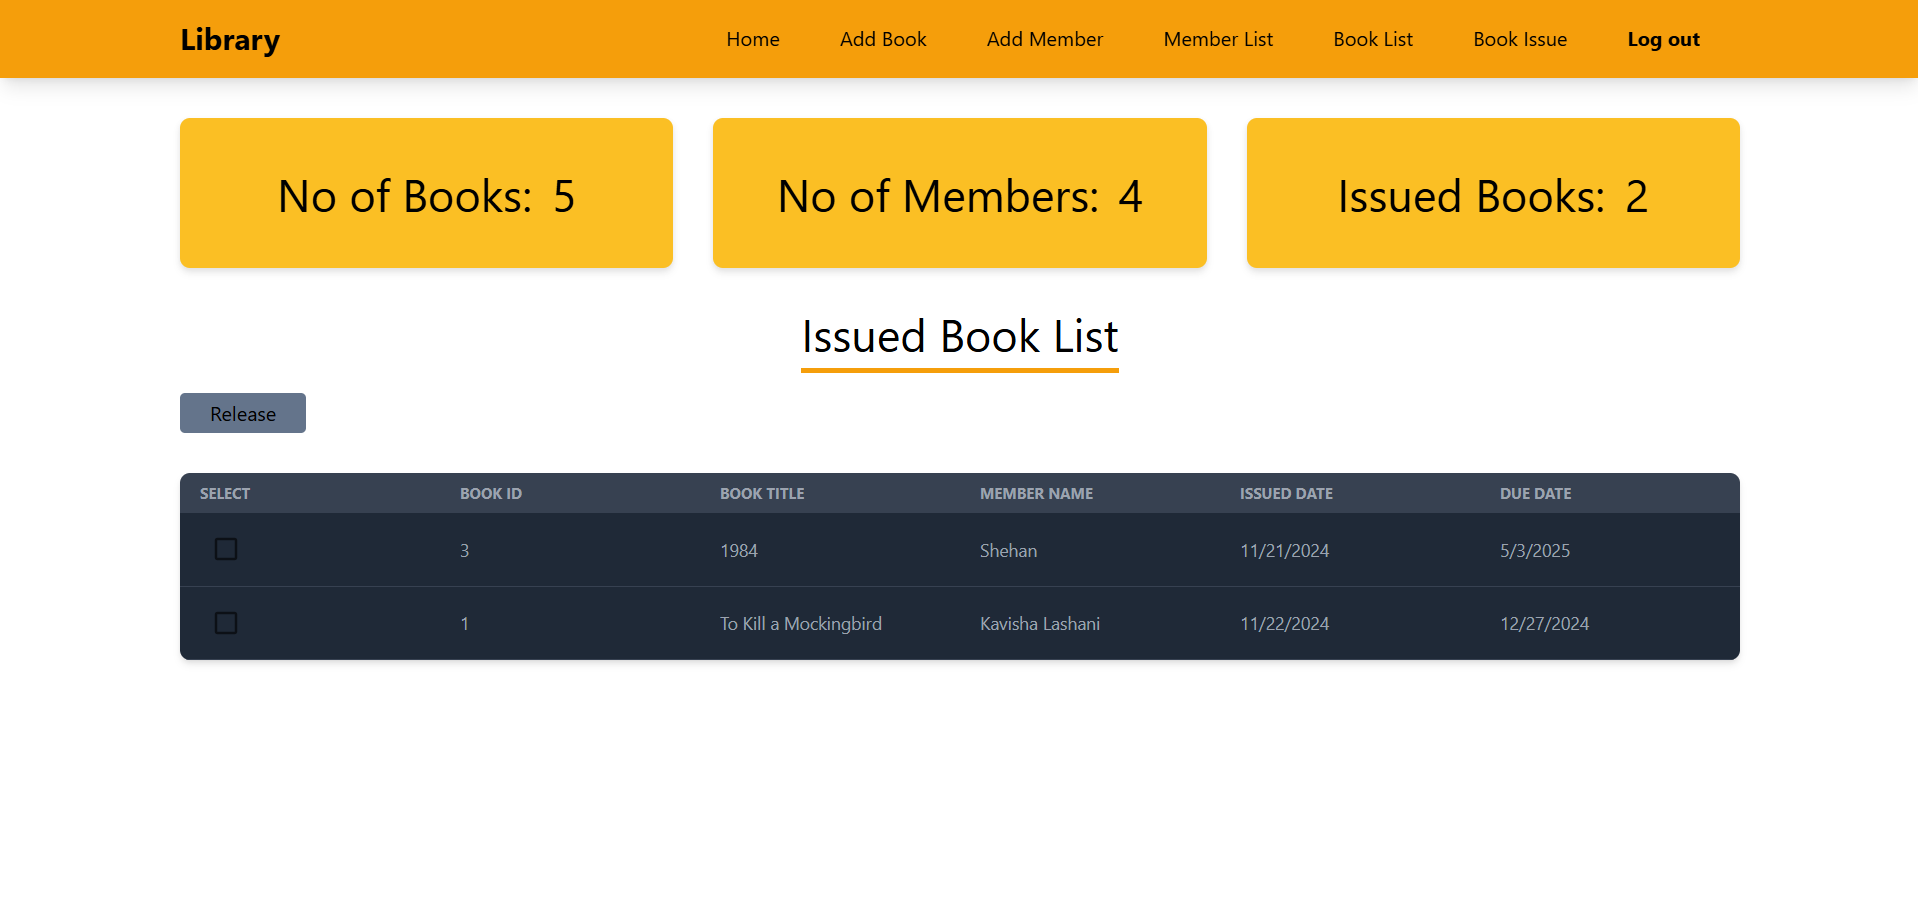 Library Home Add Book Add Member Member List Book List Book Issue Log out
No of Books: 5 No of Members: 4 Issued Books: 2
Issued Book List
Release
SELECT BOOK ID BOOK TITLE MEMBER NAME ISSUED DATE DUE DATE
3 1984 Shehan 11/21/2024 5/3/2025
1 To Kill a Mockingbird Kavisha Lashani 11/22/2024 12/27/2024